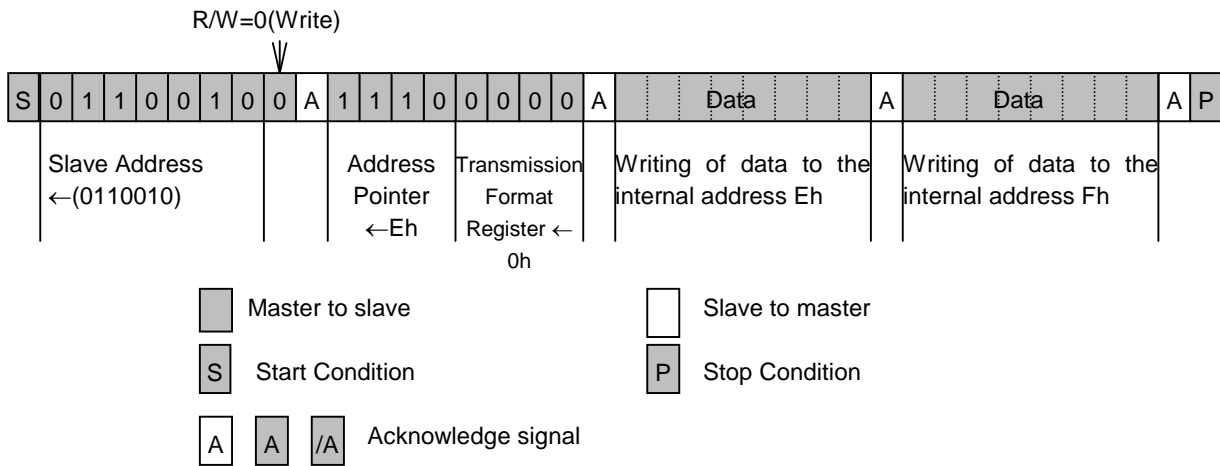 R/W=0(Write)
S 0 1 1 0 0 1 0 0 A 1 1 1 0 0 0 0 0 A Data A Data A P
Slave Address
←(0110010)
Address
Pointer
←Eh
Transmission
Format
Register ←
0h
Writing of data to the
internal address Eh
Writing of data to the
internal address Fh
Master to slave
Slave to master
S Start Condition
P Stop Condition
A A /A Acknowledge signal